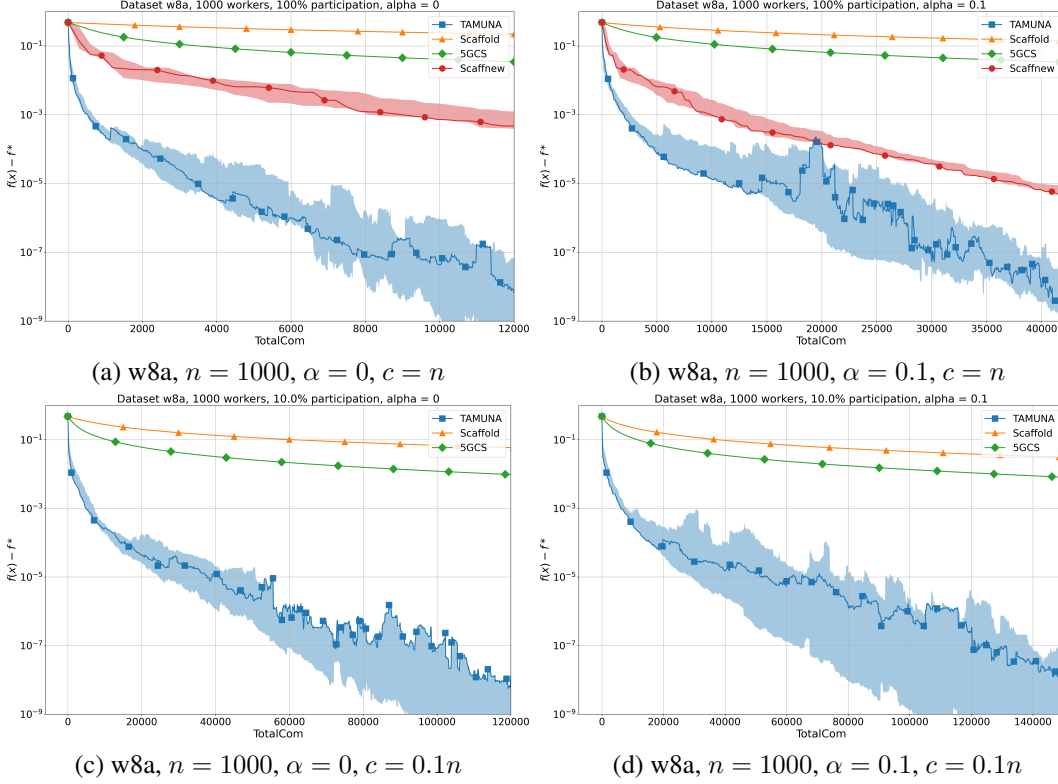 Dataset w8a, 1000 workers, 100% participation, alpha = 0
TAMUNA
Scaffold
5GCS
Scaffnew
10⁻¹
10⁻³
10⁻⁵
10⁻⁷
10⁻⁹
f(x) − f*
0 2000 4000 6000 8000 10000 12000
TotalCom
(a) w8a, n = 1000, α = 0, c = n
Dataset w8a, 1000 workers, 100% participation, alpha = 0.1
TAMUNA
Scaffold
5GCS
Scaffnew
10⁻¹
10⁻³
10⁻⁵
10⁻⁷
10⁻⁹
f(x) − f*
0 5000 10000 15000 20000 25000 30000 35000 40000
TotalCom
(b) w8a, n = 1000, α = 0.1, c = n
Dataset w8a, 1000 workers, 10.0% participation, alpha = 0
TAMUNA
Scaffold
5GCS
10⁻¹
10⁻³
10⁻⁵
10⁻⁷
10⁻⁹
f(x) − f*
0 20000 40000 60000 80000 100000 120000
TotalCom
(c) w8a, n = 1000, α = 0, c = 0.1n
Dataset w8a, 1000 workers, 10.0% participation, alpha = 0.1
TAMUNA
Scaffold
5GCS
10⁻¹
10⁻³
10⁻⁵
10⁻⁷
10⁻⁹
f(x) − f*
0 20000 40000 60000 80000 100000 120000 140000
TotalCom
(d) w8a, n = 1000, α = 0.1, c = 0.1n